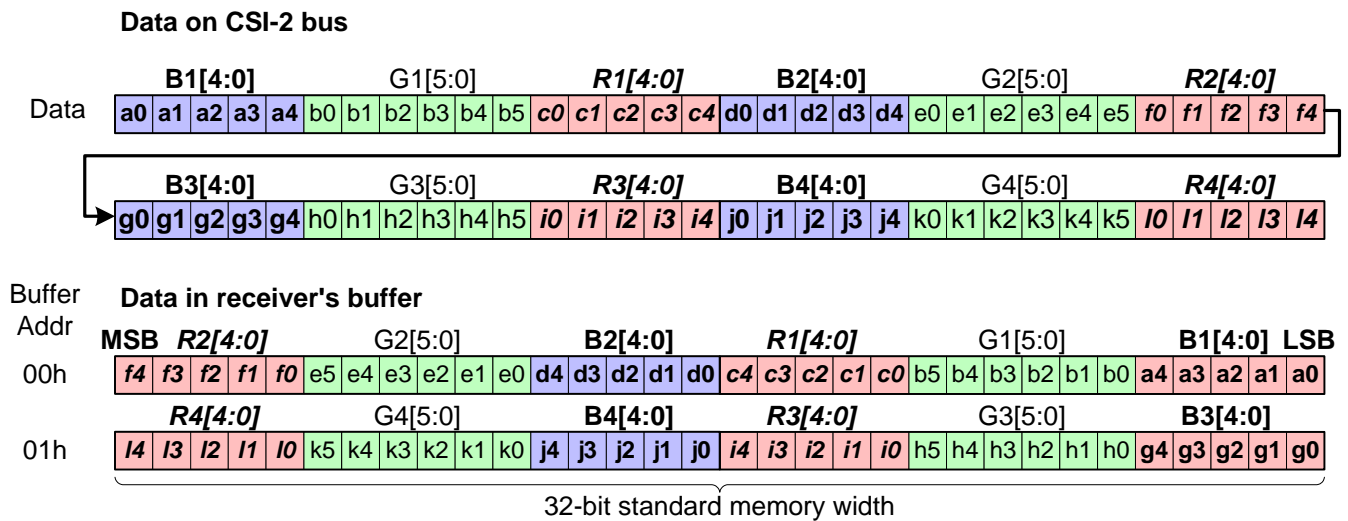 Data on CSI-2 bus
B1[4:0] G1[5:0] R1[4:0] B2[4:0] G2[5:0] R2[4:0]
Data a0 a1 a2 a3 a4 b0 b1 b2 b3 b4 b5 c0 c1 c2 c3 c4 d0 d1 d2 d3 d4 e0 e1 e2 e3 e4 e5 f0 f1 f2 f3 f4
B3[4:0] G3[5:0] R3[4:0] B4[4:0] G4[5:0] R4[4:0]
g0 g1 g2 g3 g4 h0 h1 h2 h3 h4 h5 i0 i1 i2 i3 i4 j0 j1 j2 j3 j4 k0 k1 k2 k3 k4 k5 l0 l1 l2 l3 l4
Buffer Addr
Data in receiver's buffer
MSB R2[4:0] G2[5:0] B2[4:0] R1[4:0] G1[5:0] B1[4:0] LSB
00h f4 f3 f2 f1 f0 e5 e4 e3 e2 e1 e0 d4 d3 d2 d1 d0 c4 c3 c2 c1 c0 b5 b4 b3 b2 b1 b0 a4 a3 a2 a1 a0
R4[4:0] G4[5:0] B4[4:0] R3[4:0] G3[5:0] B3[4:0]
01h l4 l3 l2 l1 l0 k5 k4 k3 k2 k1 k0 j4 j3 j2 j1 j0 i4 i3 i2 i1 i0 h5 h4 h3 h2 h1 h0 g4 g3 g2 g1 g0
32-bit standard memory width